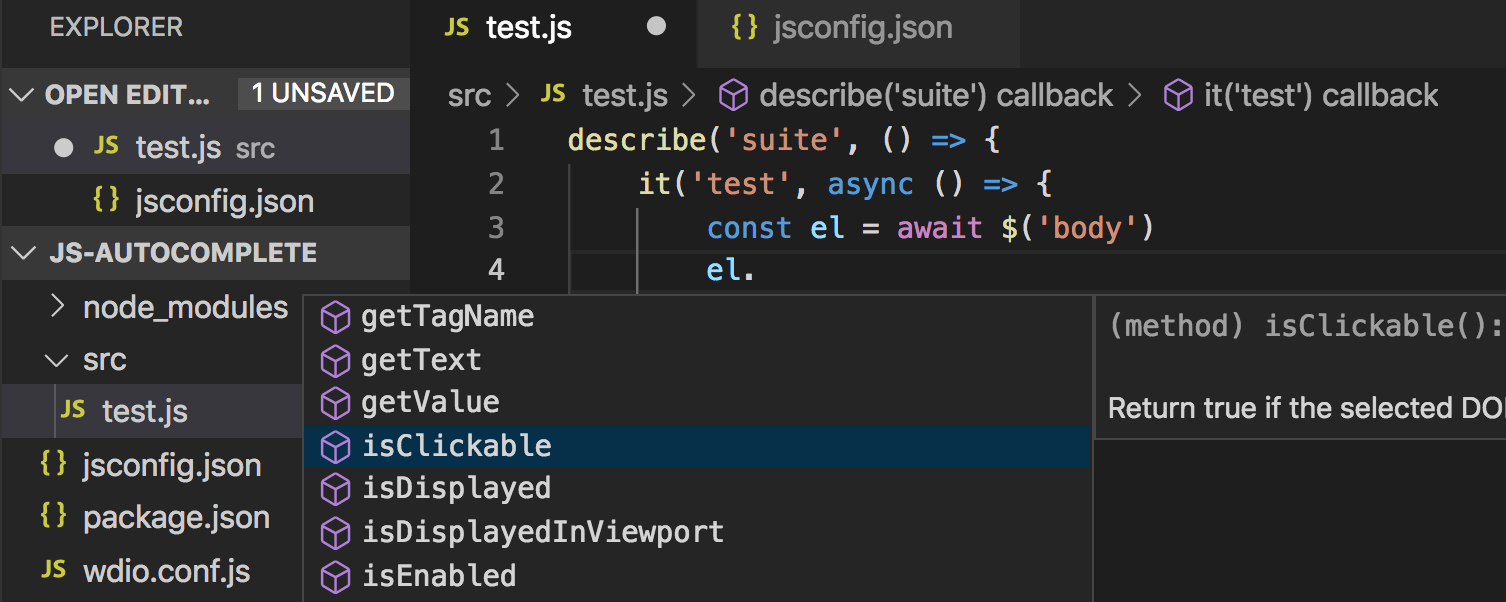 EXPLORER
JS test.js
{} jsconfig.json
OPEN EDIT... 1 UNSAVED
JS test.js src
{} jsconfig.json
JS-AUTOCOMPLETE
node_modules
src
JS test.js
{} jsconfig.json
{} package.json
JS wdio.conf.js
src > JS test.js > describe('suite') callback > it('test') callback
1 describe('suite', () => {
2 it('test', async () => {
3 const el = await $('body')
4 el.
getTagName
getText
getValue
isClickable
isDisplayed
isDisplayedInViewport
isEnabled
(method) isClickable():
Return true if the selected